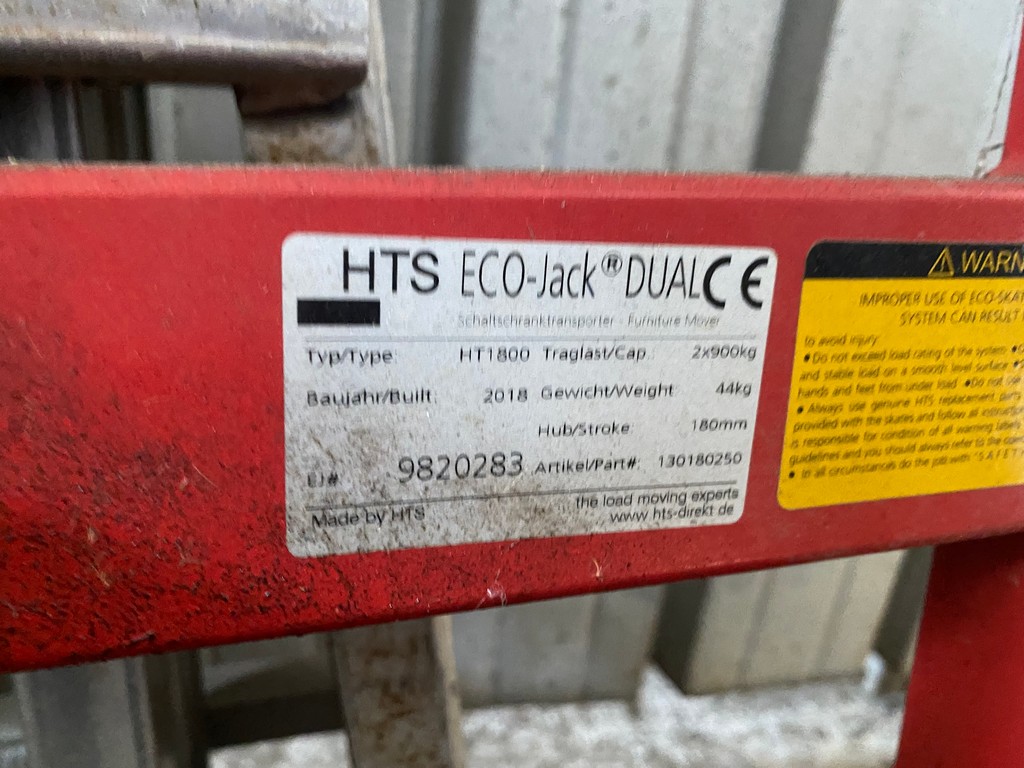 HTS ECO-Jack® DUAL CE
Schaltschranktransporter - Furniture Mover
Typ/Type: HT1800 Traglast/Cap.: 2x900kg
Baujahr/Built: 2018 Gewicht/Weight: 44kg
Hub/Stroke: 180mm
EJ# 9820283 Artikel/Part#: 130180250
Made by HTS the load moving experts
www.hts-direkt.de
⚠ WARN
IMPROPER USE OF ECO-SKAT
SYSTEM CAN RESULT
to avoid injury:
• Do not exceed load rating of the system •
and stable load on a smooth level surface •
hands and feet from under load •Do not
• Always use genuine HTS replacement parts
provided with the skates and follow all
is responsible for condition of all warning labels
guidelines and you should always refer to the
• In all circumstances do the job with "SAFETY